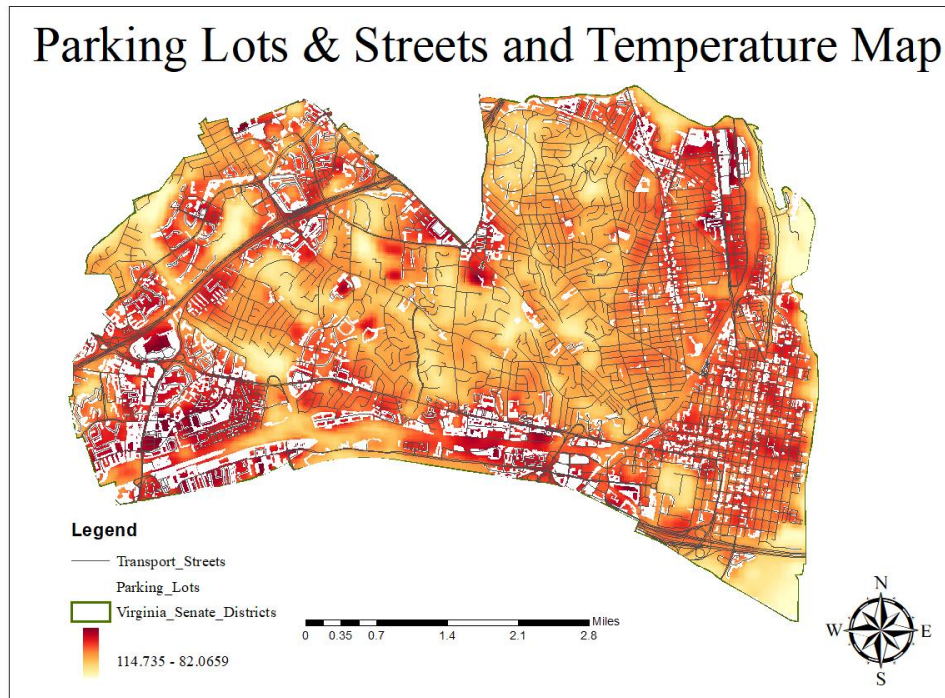 Parking Lots & Streets and Temperature Map
Legend
Transport_Streets
Parking_Lots
Virginia_Senate_Districts
114.735 - 82.0659
Miles
0 0.35 0.7 1.4 2.1 2.8
N
W E
S